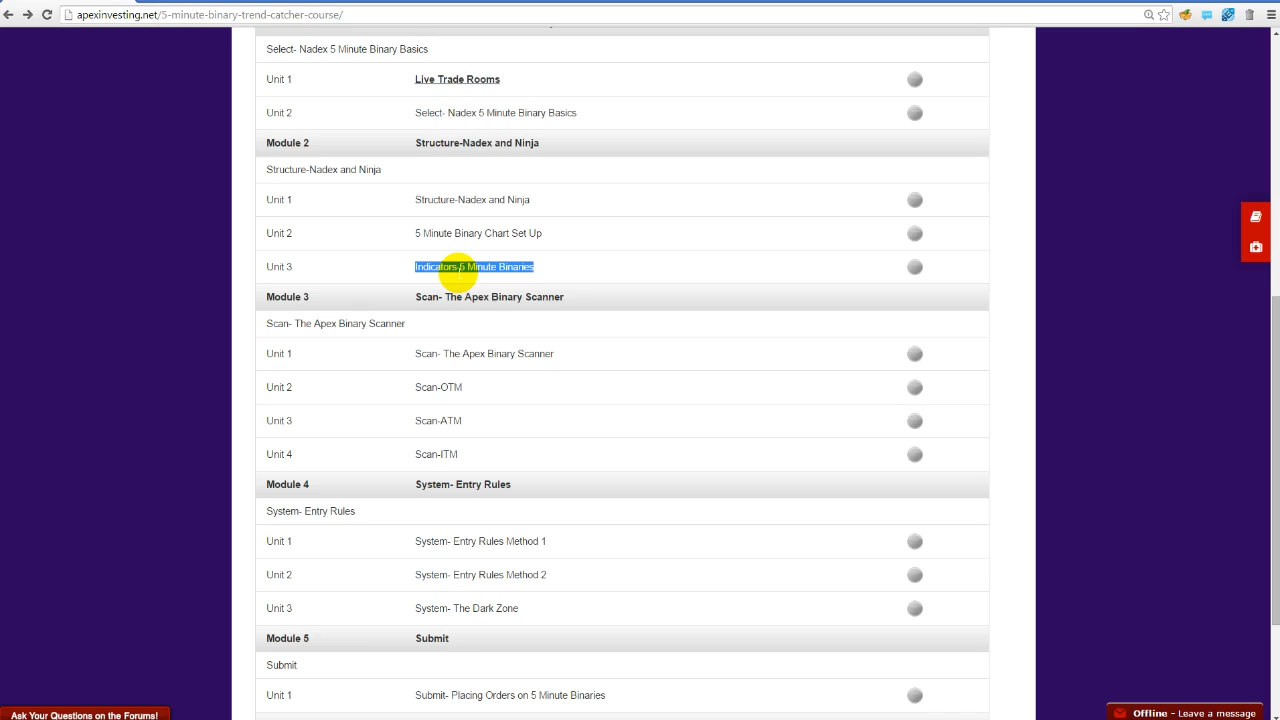 apexinvesting.net/5-minute-binary-trend-catcher-course/
Select- Nadex 5 Minute Binary Basics
Unit 1 Live Trade Rooms
Unit 2 Select- Nadex 5 Minute Binary Basics
Module 2 Structure-Nadex and Ninja
Structure-Nadex and Ninja
Unit 1 Structure-Nadex and Ninja
Unit 2 5 Minute Binary Chart Set Up
Unit 3 Indicators-5 Minute Binaries
Module 3 Scan- The Apex Binary Scanner
Scan- The Apex Binary Scanner
Unit 1 Scan- The Apex Binary Scanner
Unit 2 Scan-OTM
Unit 3 Scan-ATM
Unit 4 Scan-ITM
Module 4 System- Entry Rules
System- Entry Rules
Unit 1 System- Entry Rules Method 1
Unit 2 System- Entry Rules Method 2
Unit 3 System- The Dark Zone
Module 5 Submit
Submit
Unit 1 Submit- Placing Orders on 5 Minute Binaries
Ask Your Questions on the Forums!
Offline - Leave a message